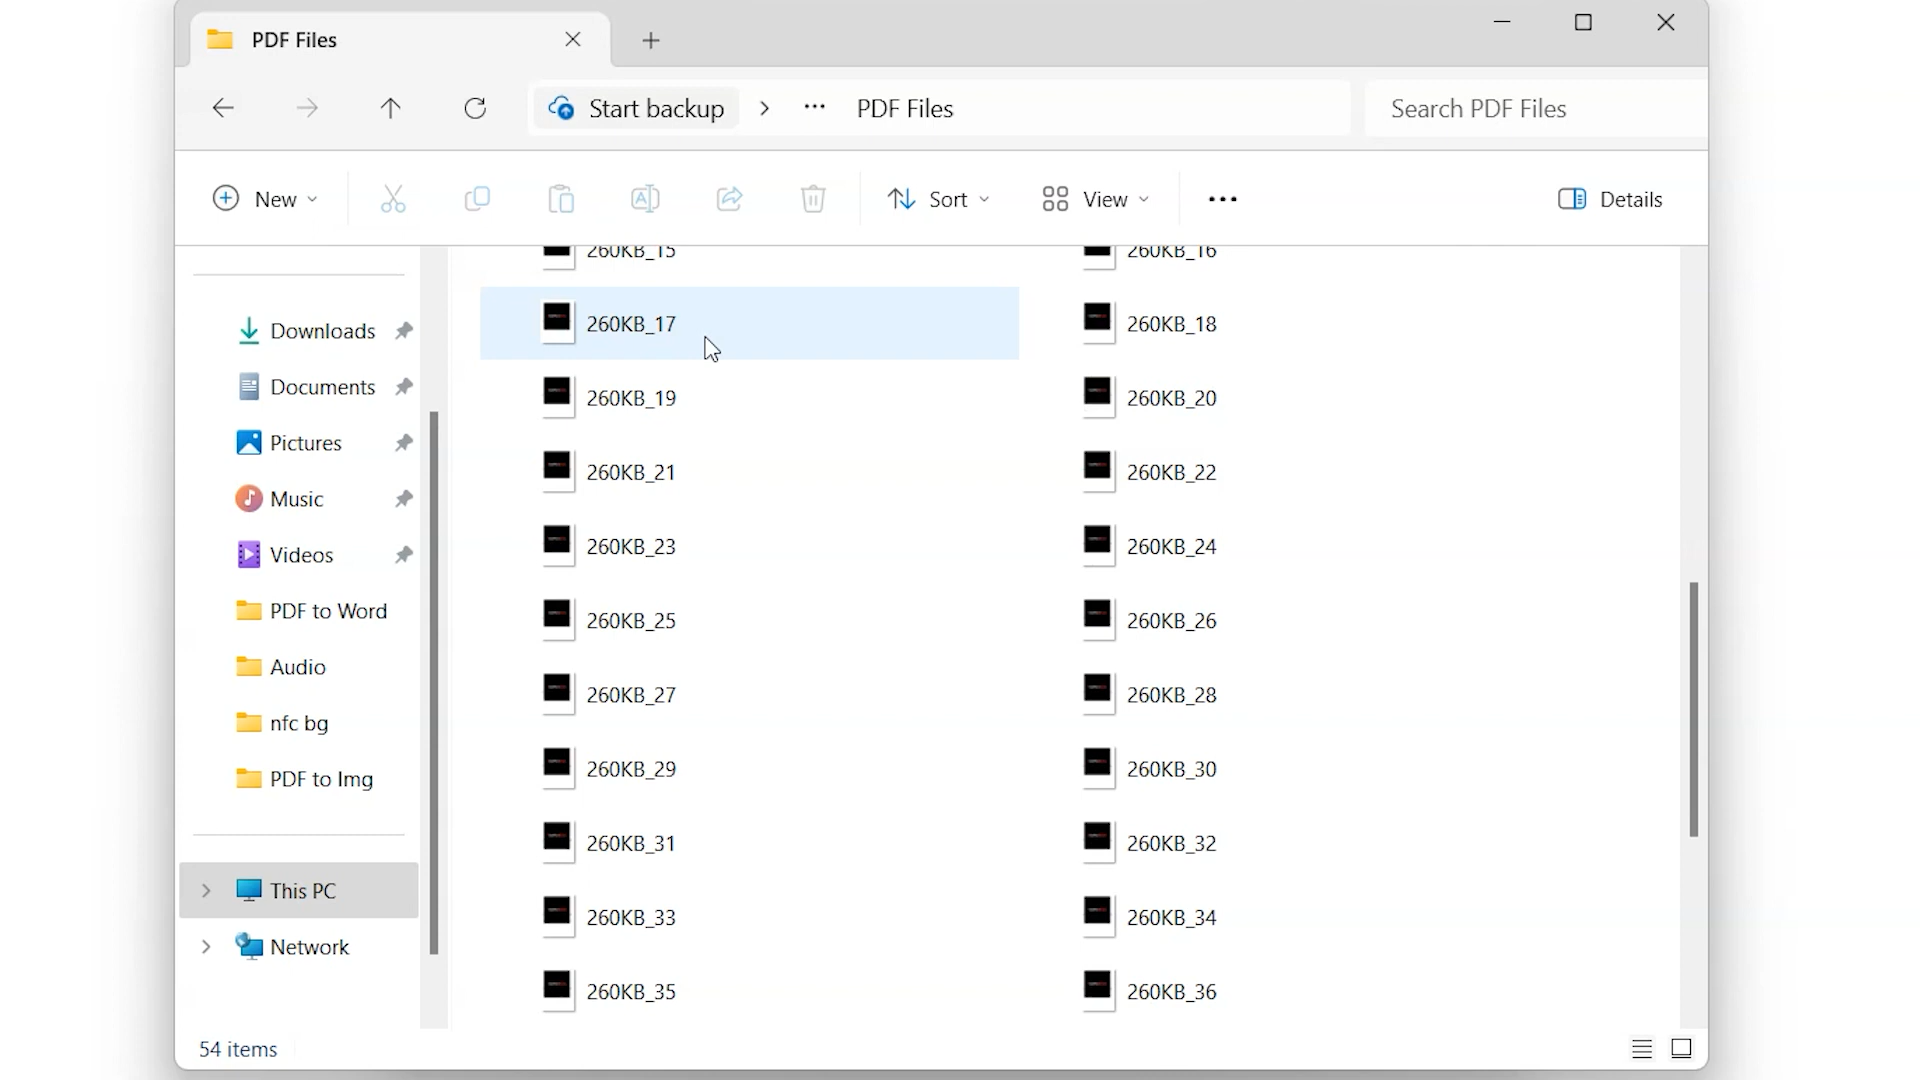 PDF Files
Start backup
PDF Files
Search PDF Files
New
Sort
View
Details
260KB_15
260KB_16
Downloads
260KB_17
260KB_18
Documents
260KB_19
260KB_20
Pictures
260KB_21
260KB_22
Music
Videos
260KB_23
260KB_24
PDF to Word
260KB_25
260KB_26
Audio
260KB_27
260KB_28
nfc bg
PDF to Img
260KB_29
260KB_30
260KB_31
260KB_32
This PC
260KB_33
260KB_34
Network
260KB_35
260KB_36
54 items